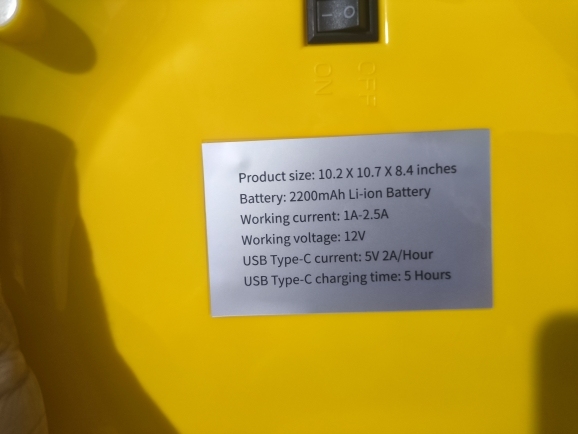 I O
ON OFF
Product size: 10.2 X 10.7 X 8.4 inches
Battery: 2200mAh Li-ion Battery
Working current: 1A-2.5A
Working voltage: 12V
USB Type-C current: 5V 2A/Hour
USB Type-C charging time: 5 Hours